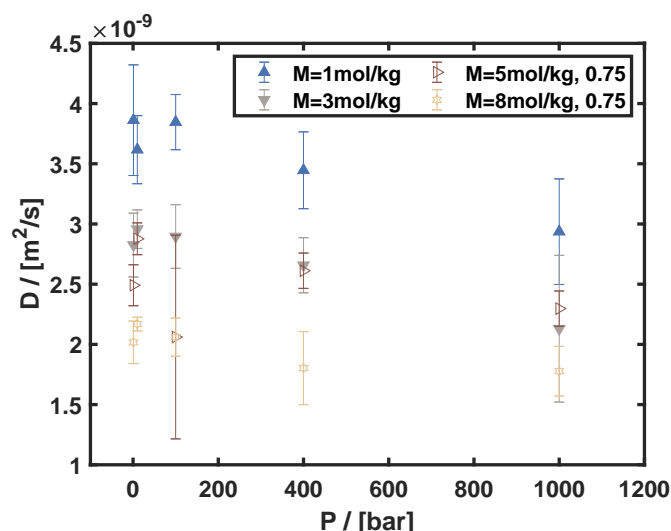 ×10⁻⁹
4.5
4
3.5
3
2.5
2
1.5
1
D / [m²/s]
M=1mol/kg
M=3mol/kg
M=5mol/kg, 0.75
M=8mol/kg, 0.75
0
200
400
600
800
1000
1200
P / [bar]